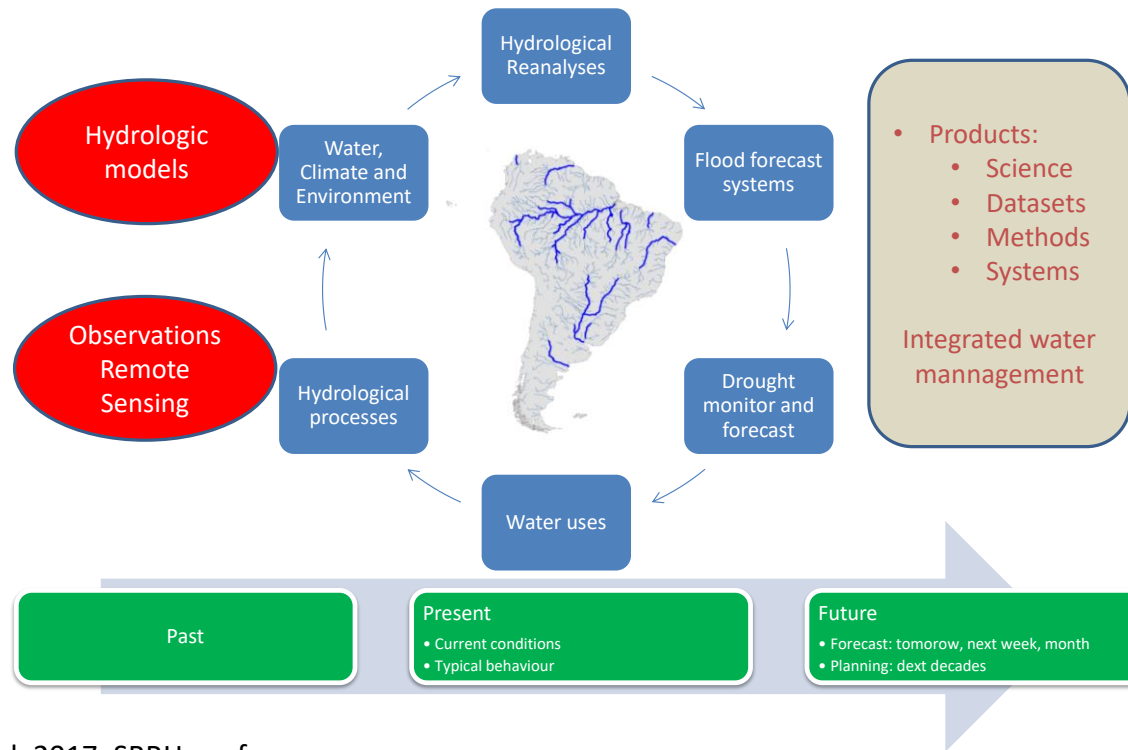 Hydrological
Reanalyses
Hydrologic
models
Water,
Climate and
Environment
Flood forecast
systems
• Products:
• Science
• Datasets
• Methods
• Systems
Integrated water
mannagement
Observations
Remote
Sensing
Hydrological
processes
Drought
monitor and
forecast
Water uses
Past
Present
• Current conditions
• Typical behaviour
Future
• Forecast: tomorow, next week, month
• Planning: dext decades
2017